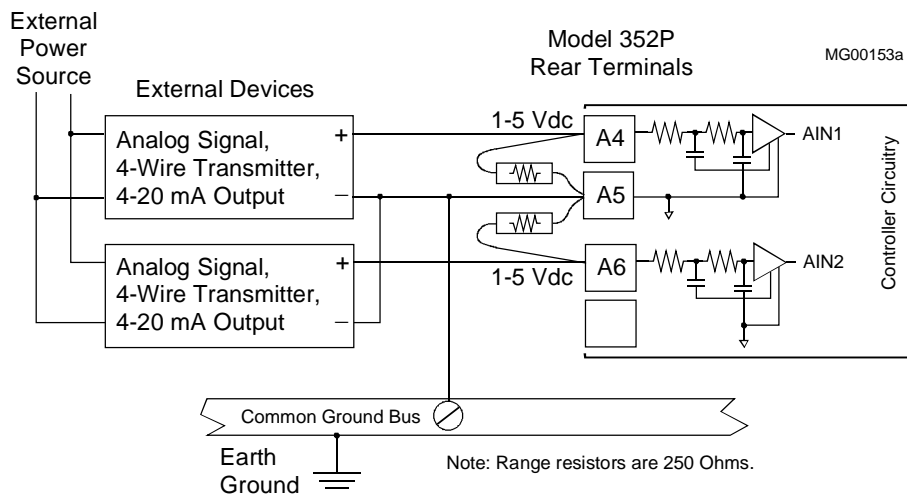 External
Power
Source
Model 352P
Rear Terminals
MG00153a
External Devices
Analog Signal,
4-Wire Transmitter,
4-20 mA Output
+
–
1-5 Vdc
A4
A5
AIN1
Controller Circuitry
Analog Signal,
4-Wire Transmitter,
4-20 mA Output
+
–
1-5 Vdc
A6
AIN2
Common Ground Bus
Earth
Ground
Note: Range resistors are 250 Ohms.